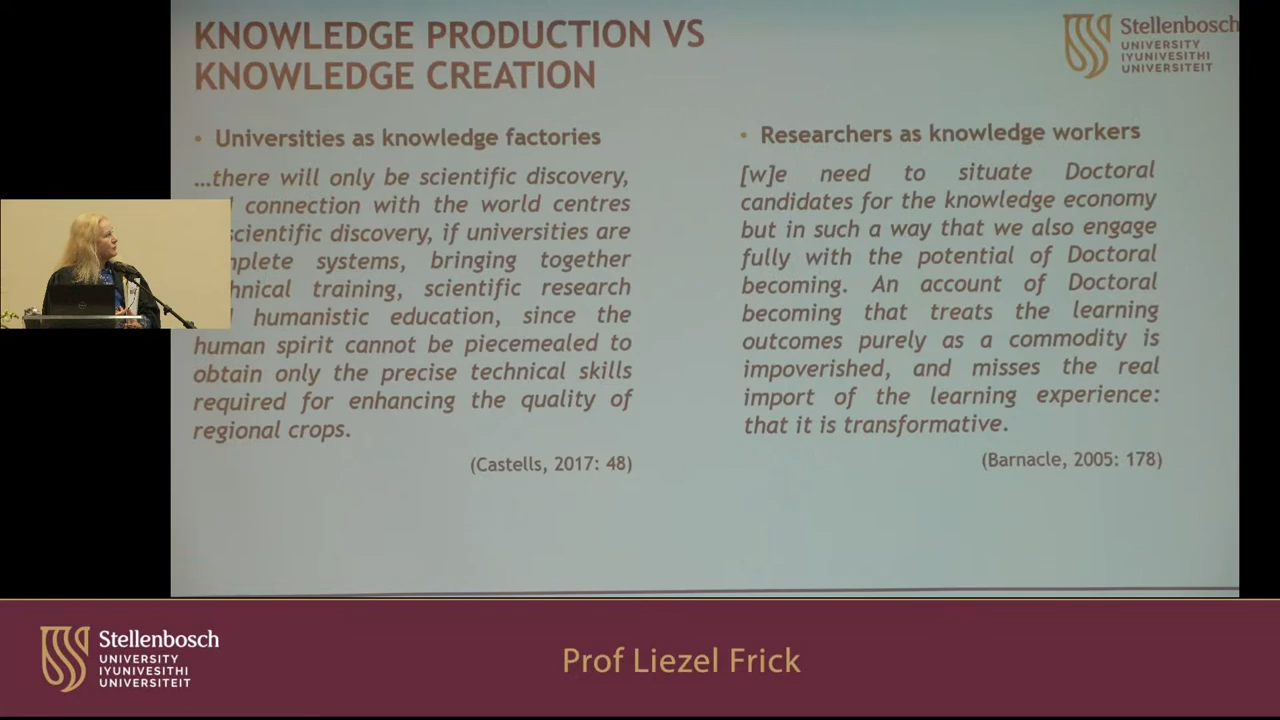 KNOWLEDGE PRODUCTION VS
KNOWLEDGE CREATION
Stellenbosch
UNIVERSITY
IYUNIVESITHI
UNIVERSITEIT
• Universities as knowledge factories
…there will only be scientific discovery,
connection with the world centres
scientific discovery, if universities are
systems, bringing together
training, scientific research
humanistic education, since the
human spirit cannot be piecemealed to
obtain only the precise technical skills
required for enhancing the quality of
regional crops.
(Castells, 2017: 48)
• Researchers as knowledge workers
[w]e need to situate Doctoral
candidates for the knowledge economy
but in such a way that we also engage
fully with the potential of Doctoral
becoming. An account of Doctoral
becoming that treats the learning
outcomes purely as a commodity is
impoverished, and misses the real
import of the learning experience:
that it is transformative.
(Barnacle, 2005: 178)
Stellenbosch
UNIVERSITY
IYUNIVESITHI
UNIVERSITEIT
Prof Liezel Frick